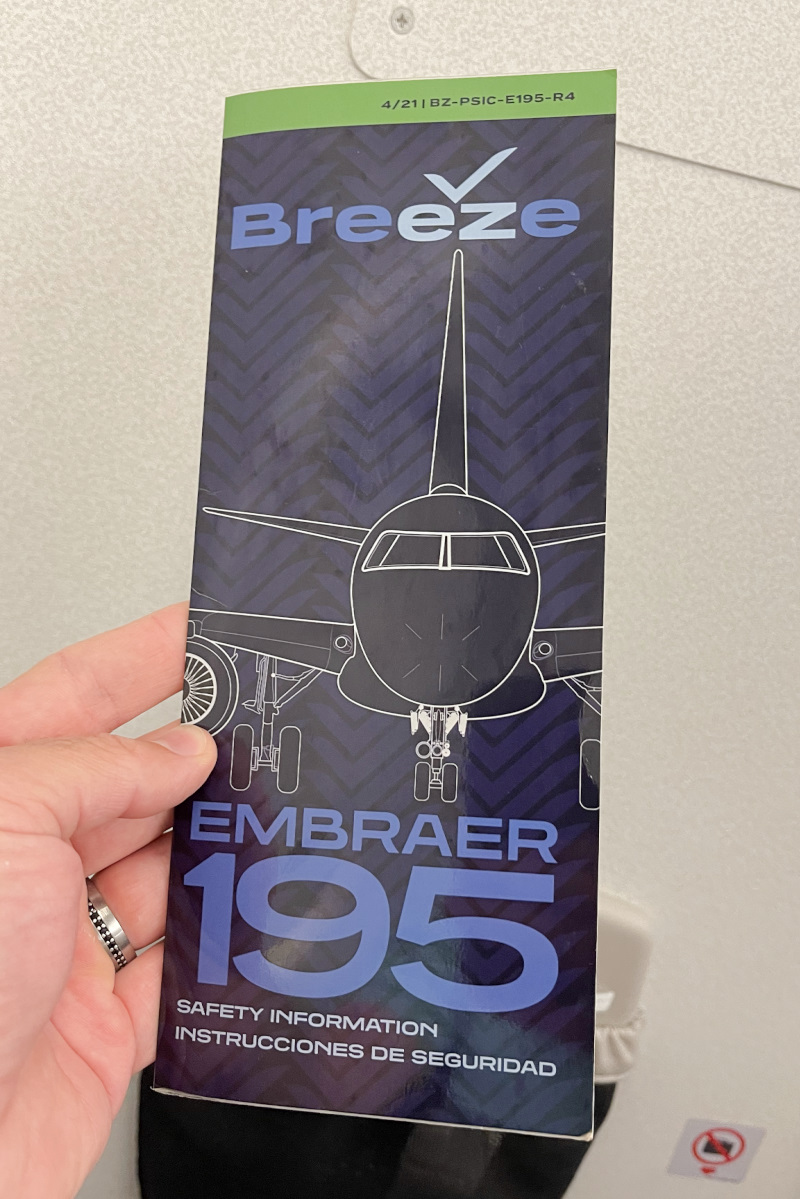 4/21 | BZ-PSIC-E195-R4
Breeze
EMBRAER
195
SAFETY INFORMATION
INSTRUCCIONES DE SEGURIDAD